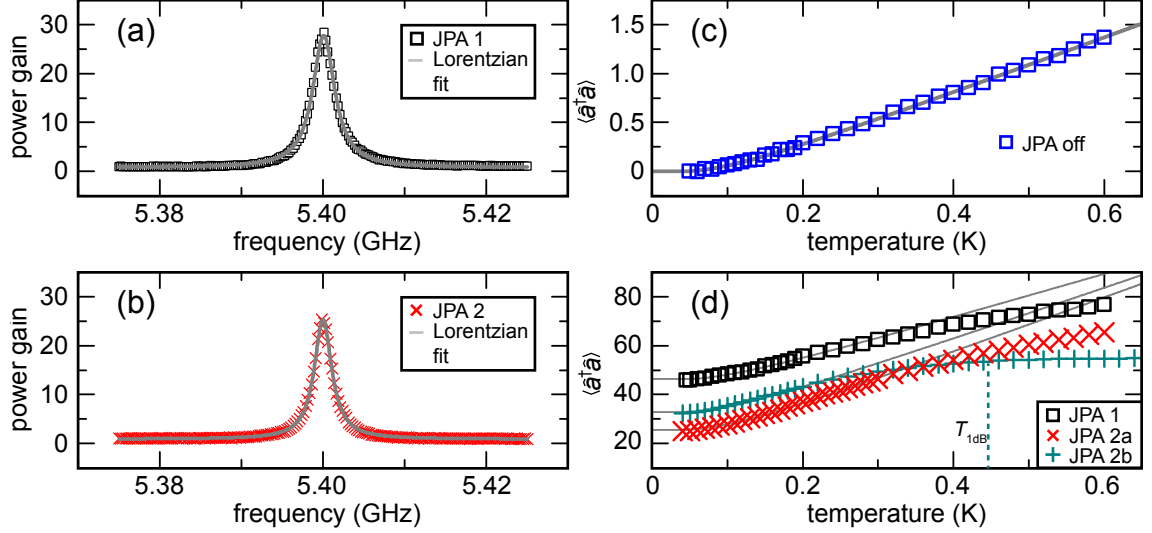 (a)
JPA 1
Lorentzian
fit
power gain
30
20
10
0
5.38
5.40
5.42
frequency (GHz)
(c)
JPA off
⟨â†â⟩
1.5
1.0
0.5
0
0
0.2
0.4
0.6
temperature (K)
(b)
JPA 2
Lorentzian
fit
power gain
30
20
10
0
5.38
5.40
5.42
frequency (GHz)
(d)
⟨â†â⟩
80
60
40
20
T1dB
JPA 1
JPA 2a
JPA 2b
0
0.2
0.4
0.6
temperature (K)